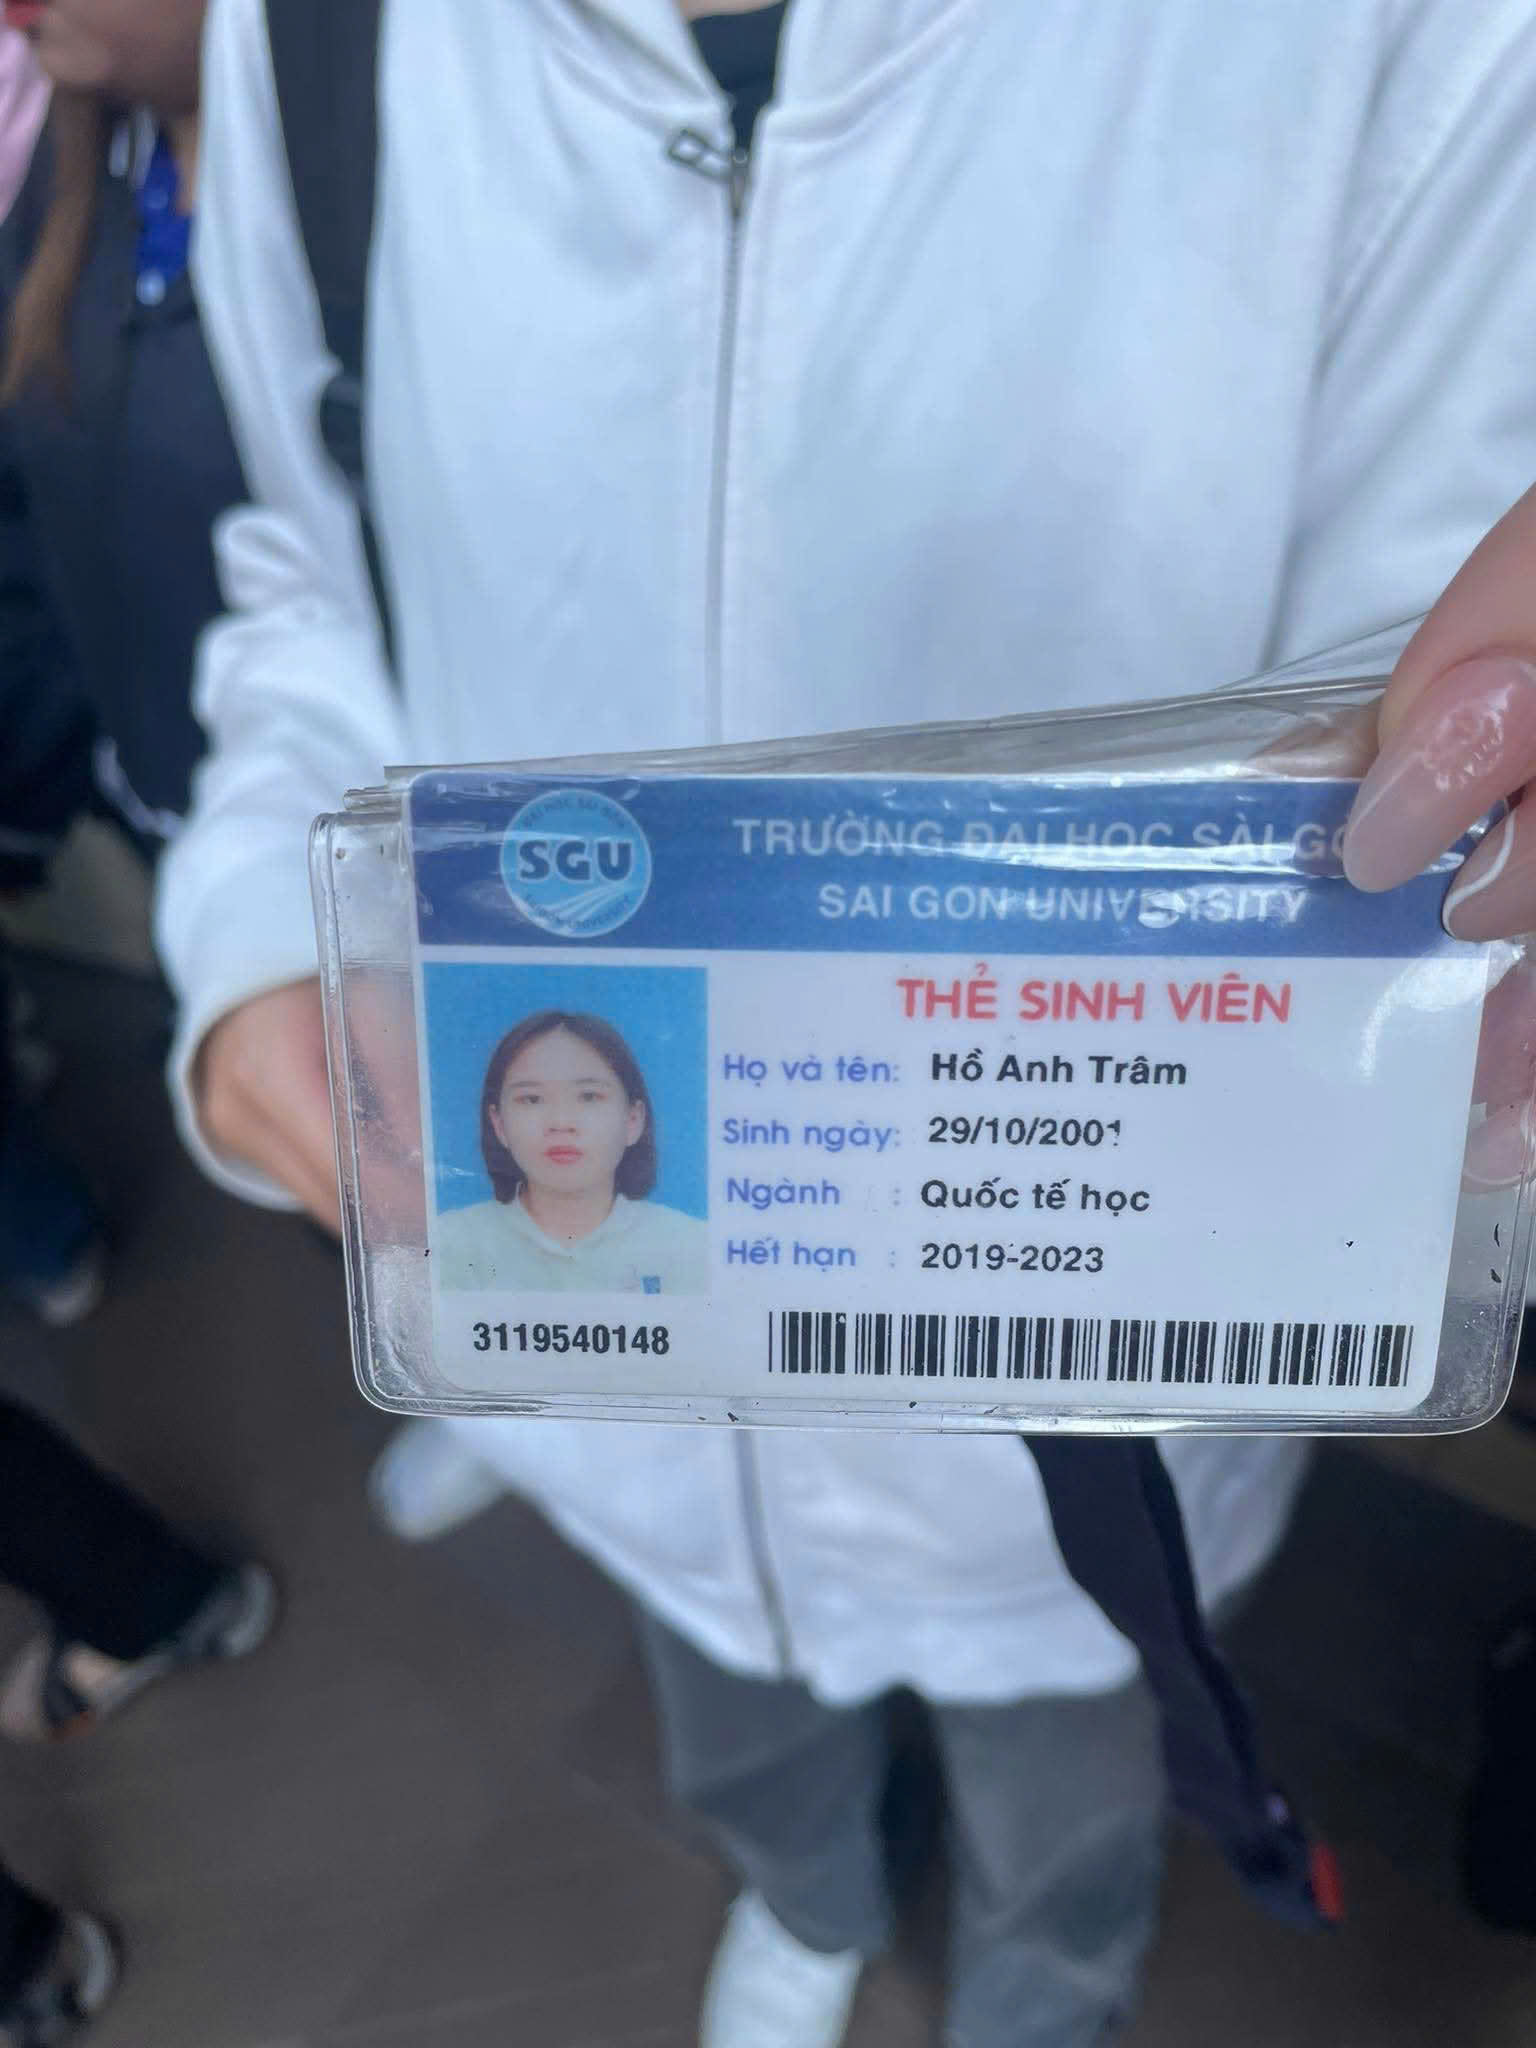 SGU
TRƯỜNG ĐẠI HỌC SÀI
SAI GON UNIVERSITY
THẺ SINH VIÊN
Họ và tên: Hồ Anh Trâm
Sinh ngày: 29/10/2001
Ngành : Quốc tế học
Hết hạn : 2019-2023
3119540148